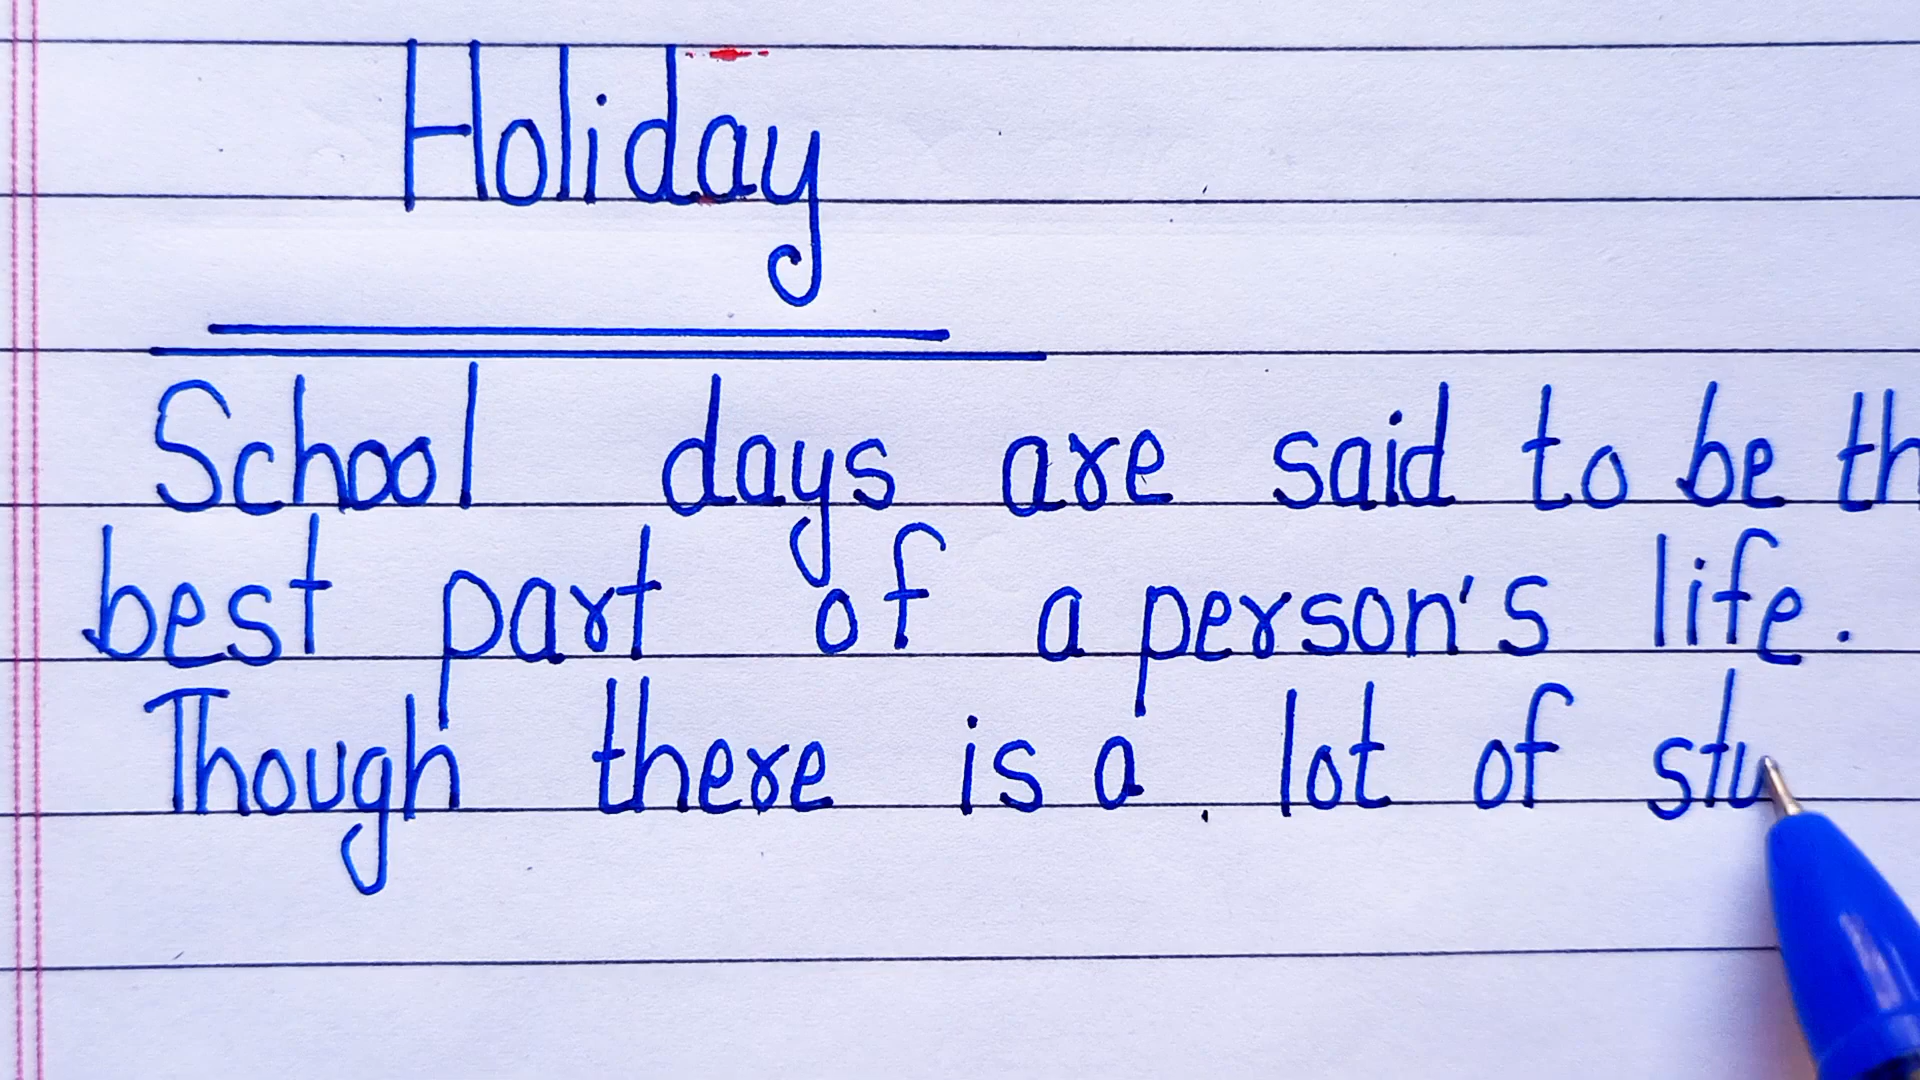 Holiday
School days are said to be th
best part of a person's life.
Though there is a lot of stu